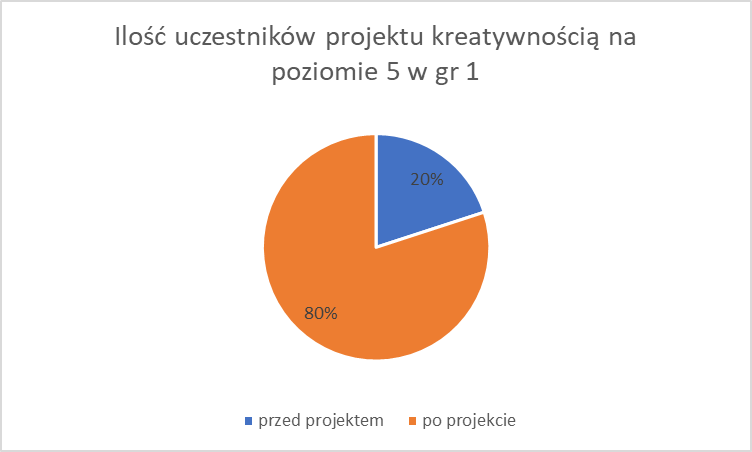 Ilość uczestników projektu kreatywnością na
poziomie 5 w gr 1
20%
80%
przed projektem
po projekcie